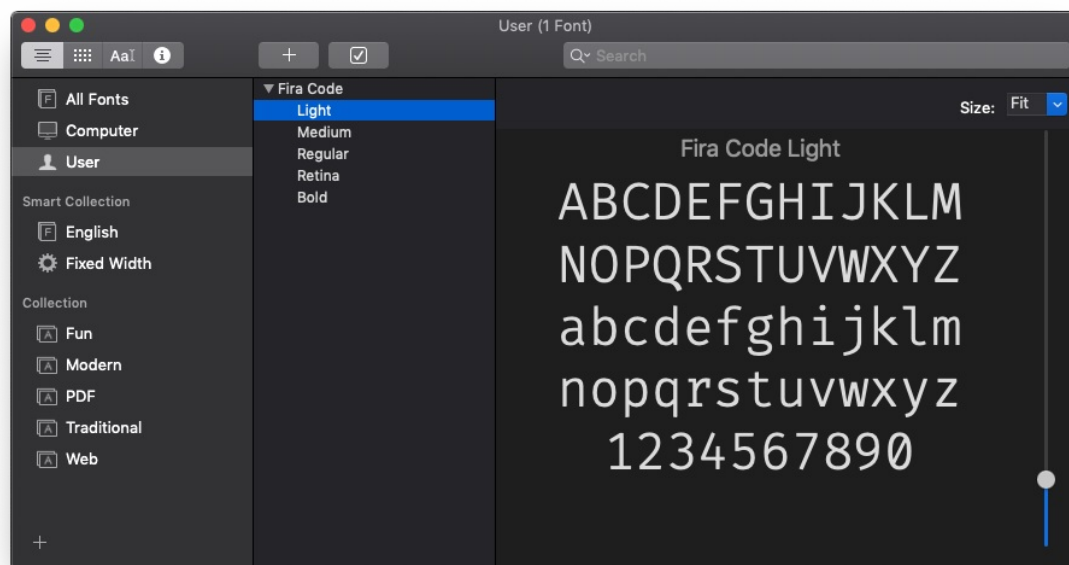 User (1 Font)
Aa
Search
All Fonts
Computer
User
Smart Collection
English
Fixed Width
Collection
Fun
Modern
PDF
Traditional
Web
Fira Code
Light
Medium
Regular
Retina
Bold
Size: Fit
Fira Code Light
ABCDEFGHIJKLM
NOPQRSTUVWXYZ
abcdefghijklm
nopqrstuvwxyz
1234567890